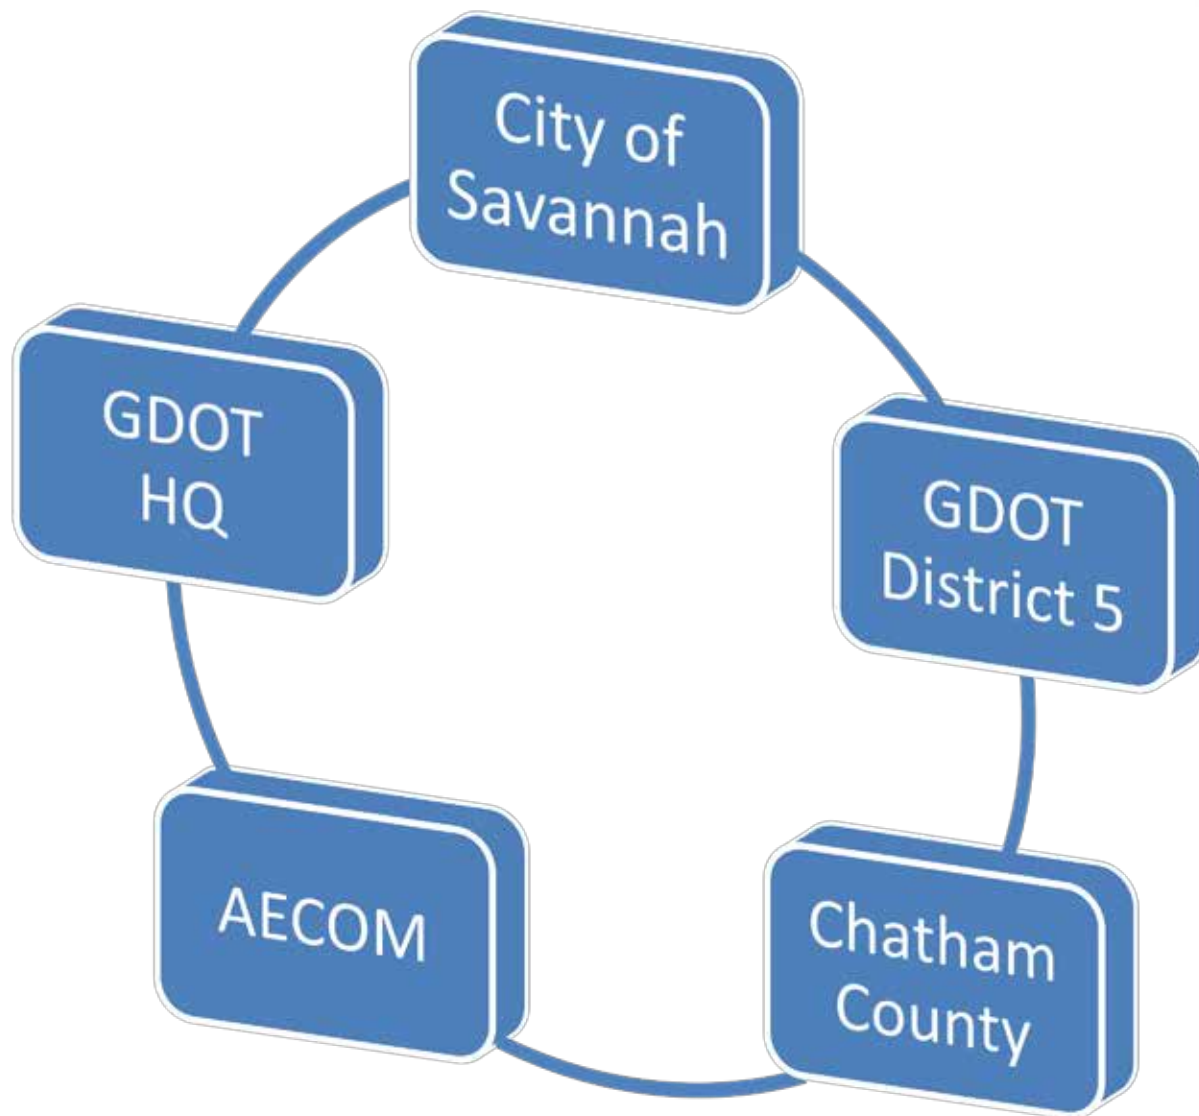 City of
Savannah
GDOT
HQ
GDOT
District 5
AECOM
Chatham
County